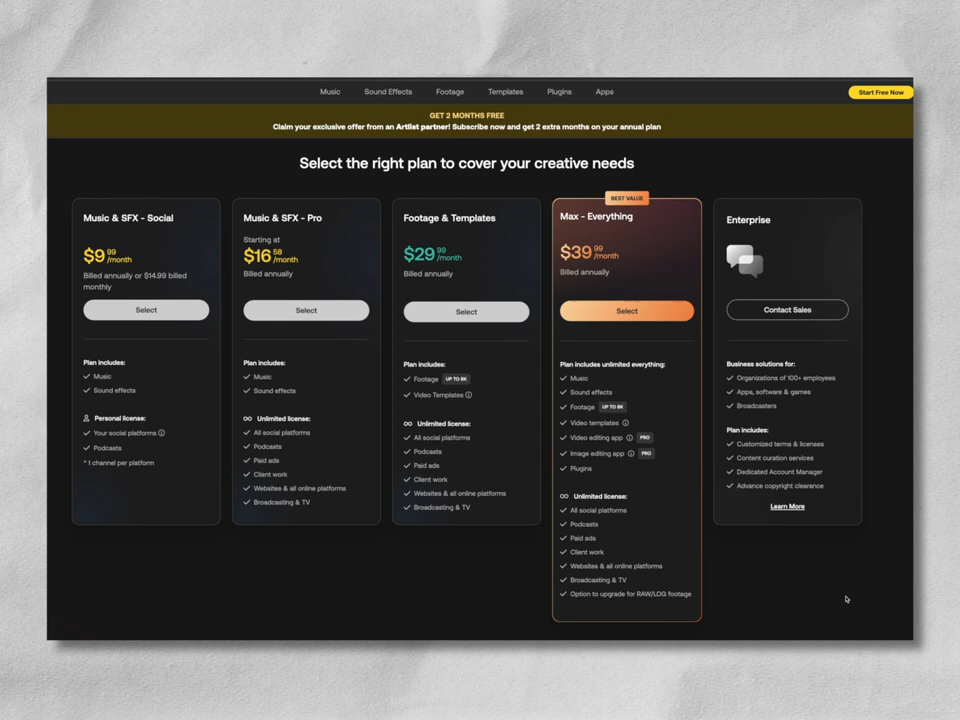 Music Sound Effects Footage Templates Plugins Apps
Start Free Now
GET 2 MONTHS FREE
Claim your exclusive offer from an Artlist partner! Subscribe now and get 2 extra months on your annual plan
Select the right plan to cover your creative needs
Music & SFX - Social
$9 99 /month
Billed annually or $14.99 billed
monthly
Select
Plan includes:
Music
Sound effects
Personal license:
Your social platforms
Podcasts
* 1 channel per platform
Music & SFX - Pro
Starting at
$16 58 /month
Billed annually
Select
Plan includes:
Music
Sound effects
Unlimited license:
All social platforms
Podcasts
Paid ads
Client work
Websites & all online platforms
Broadcasting & TV
Footage & Templates
$29 99 /month
Billed annually
Select
Plan includes:
Footage UP TO 8K
Video Templates
Unlimited license:
All social platforms
Podcasts
Paid ads
Client work
Websites & all online platforms
Broadcasting & TV
BEST VALUE
Max - Everything
$39 99 /month
Billed annually
Select
Plan includes unlimited everything:
Music
Sound effects
Footage UP TO 8K
Video templates
Video editing app PRO
Image editing app PRO
Plugins
Unlimited license:
All social platforms
Podcasts
Paid ads
Client work
Websites & all online platforms
Broadcasting & TV
Option to upgrade for RAW/LOG footage
Enterprise
Contact Sales
Business solutions for:
Organizations of 100+ employees
Apps, software & games
Broadcasters
Plan includes:
Customized terms & licenses
Content curation services
Dedicated Account Manager
Advance copyright clearance
Learn More